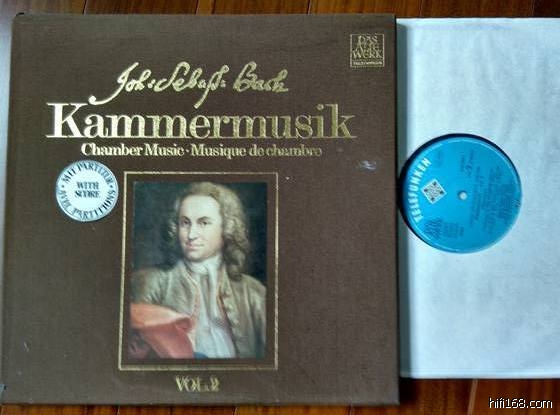 DAS
ALTE
WERK
TELEFUNKEN
Joh: Sebast: Bach
Kammermusik
Chamber Music · Musique de chambre
MIT PARTITUR
WITH
SCORE
AVEC PARTITIONS
TELEFUNKEN
VOL. 2
hifi168.com